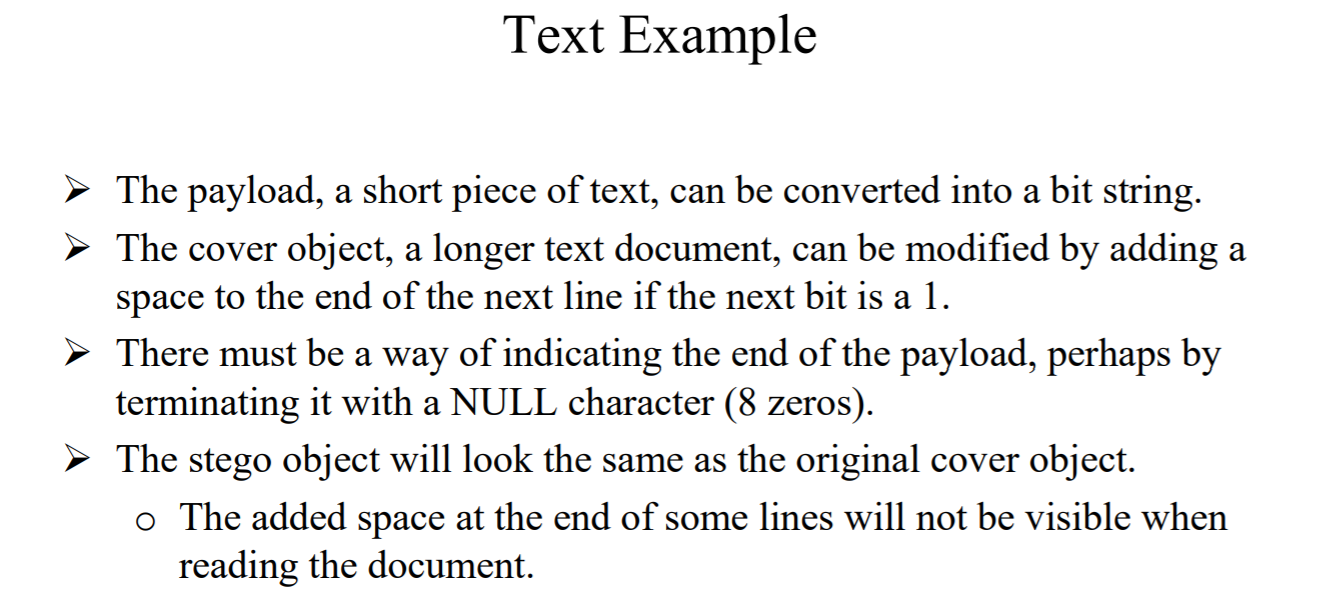 Text Example
➢ The payload, a short piece of text, can be converted into a bit string.
➢ The cover object, a longer text document, can be modified by adding a
space to the end of the next line if the next bit is a 1.
➢ There must be a way of indicating the end of the payload, perhaps by
terminating it with a NULL character (8 zeros).
➢ The stego object will look the same as the original cover object.
o The added space at the end of some lines will not be visible when
reading the document.